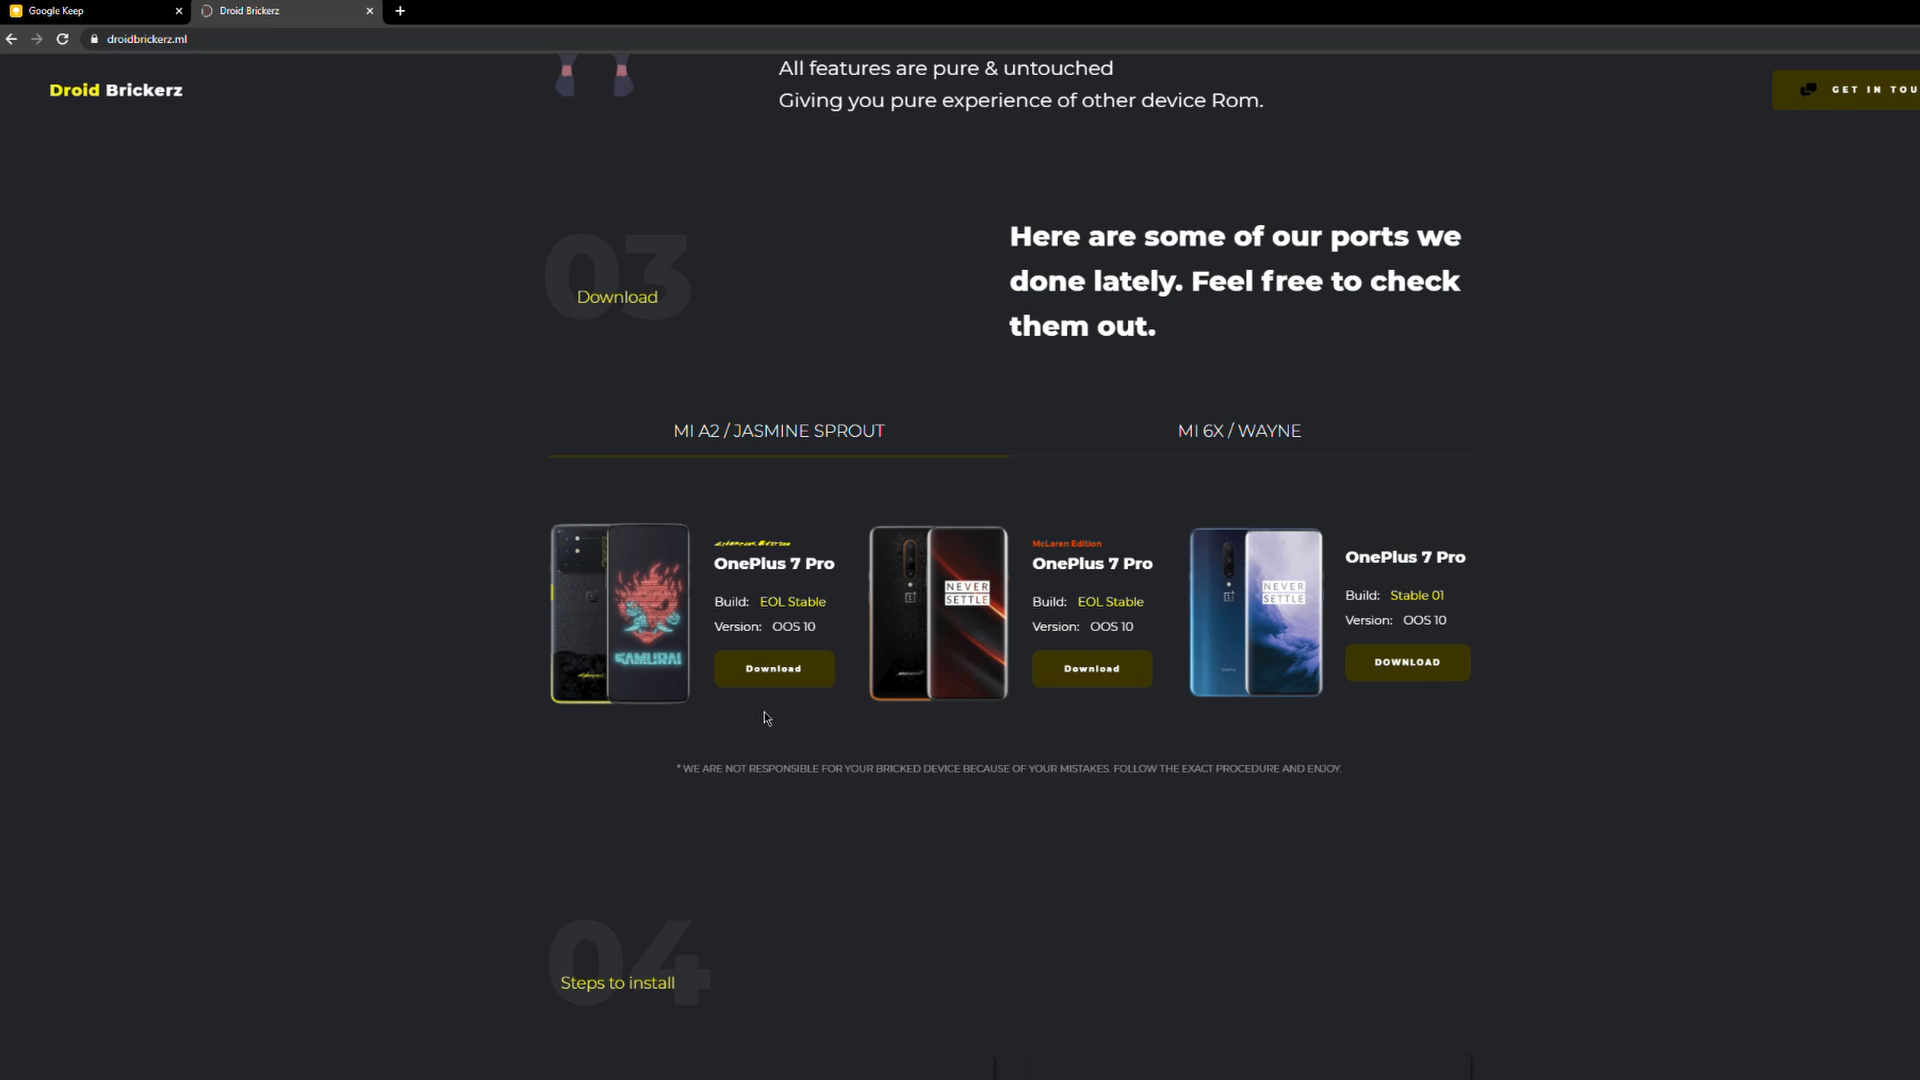 Google Keep
Droid Brickerz
droidbrickerz.ml
All features are pure & untouched
Droid Brickerz
GET IN TOU
Giving you pure experience of other device Rom.
03
Download
Here are some of our ports we
done lately. Feel free to check
them out.
MI A2 / JASMINE SPROUT
MI 6X / WAYNE
SAMURAI
Cyberpunk Edition
OnePlus 7 Pro
Build: EOL Stable
Version: OOS 10
Download
NEVER
SETTLE
McLaren Edition
OnePlus 7 Pro
Build: EOL Stable
Version: OOS 10
Download
NEVER
SETTLE
OnePlus 7 Pro
Build: Stable 01
Version: OOS 10
DOWNLOAD
* WE ARE NOT RESPONSIBLE FOR YOUR BRICKED DEVICE BECAUSE OF YOUR MISTAKES. FOLLOW THE EXACT PROCEDURE AND ENJOY.
04
Steps to install